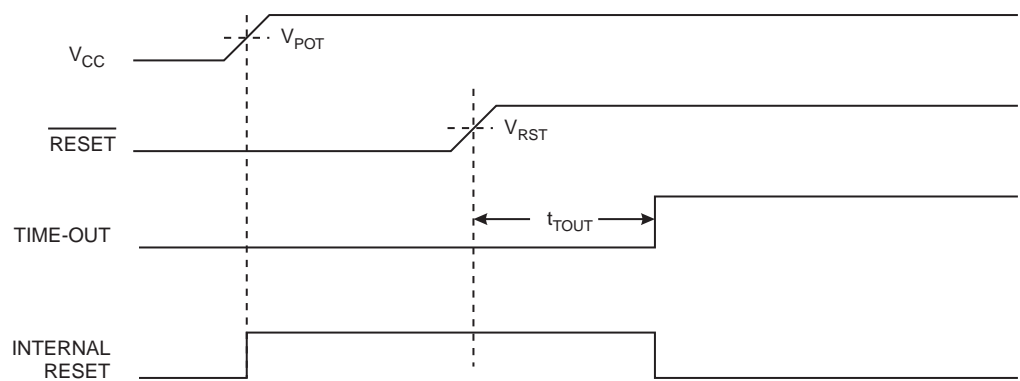 V_CC
V_POT
RESET
V_RST
TIME-OUT
t_TOUT
INTERNAL
RESET